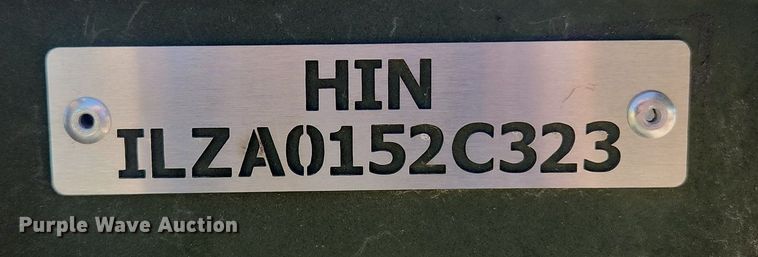 HIN
ILZA0152C323
Purple Wave Auction